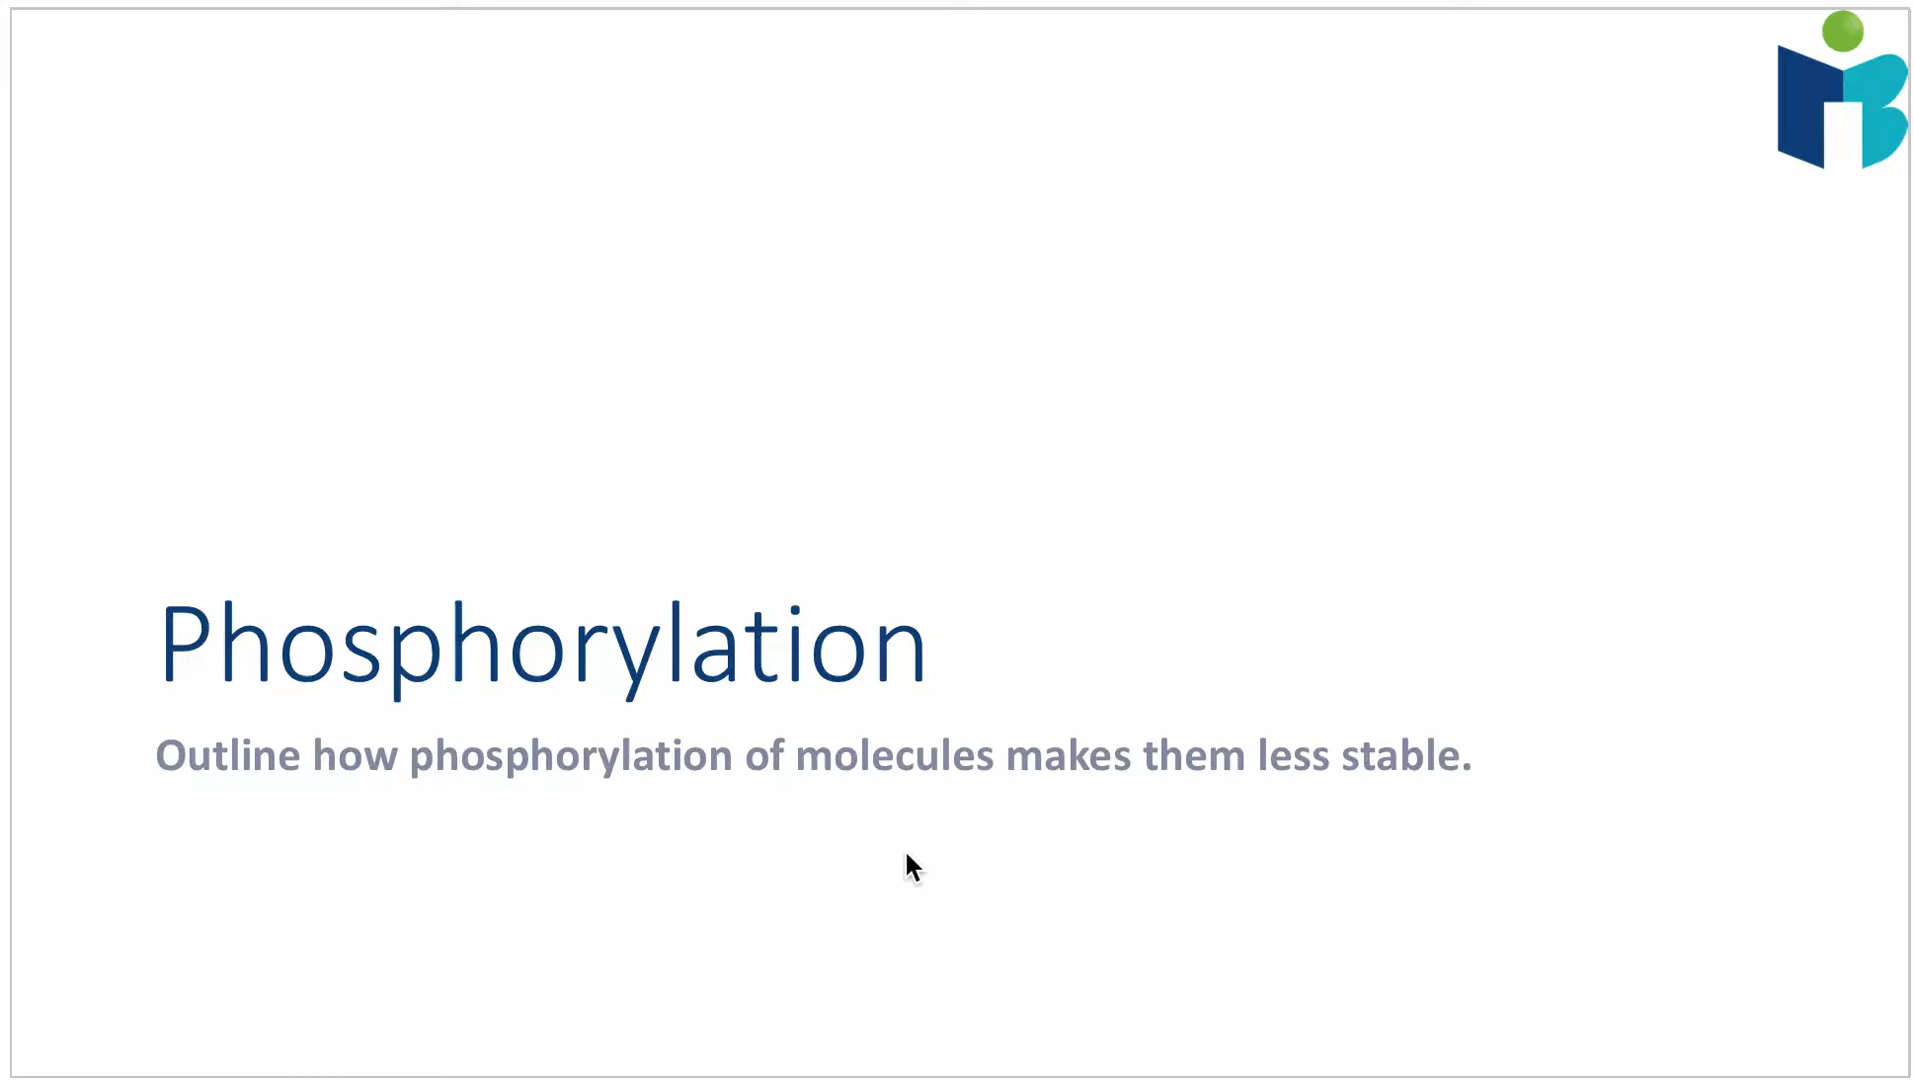 Phosphorylation
Outline how phosphorylation of molecules makes them less stable.